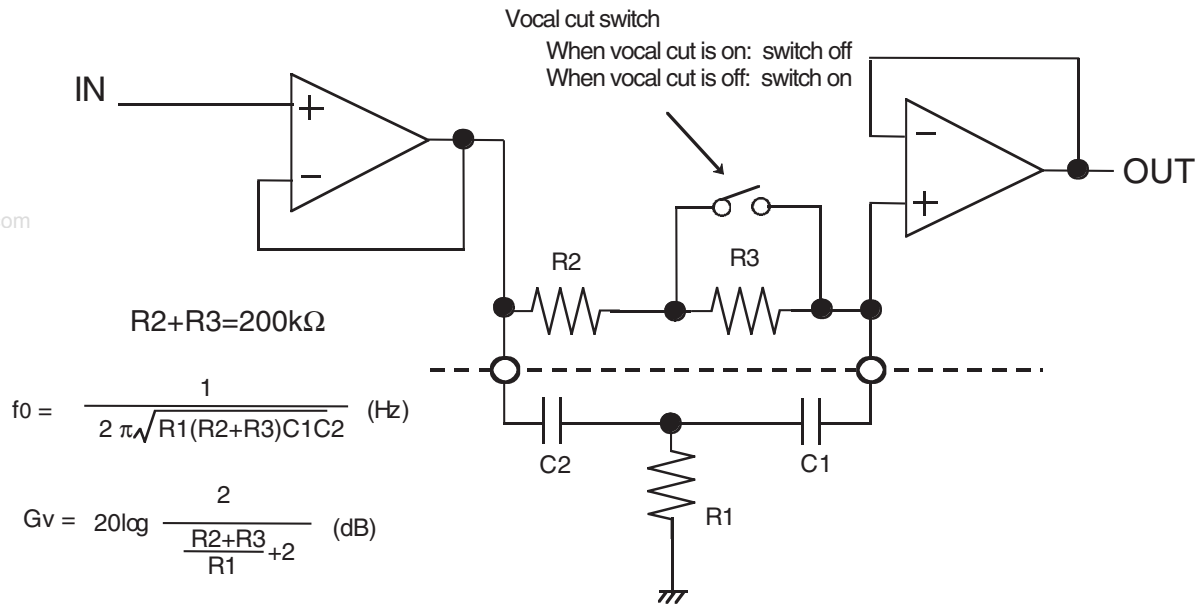 Vocal cut switch
When vocal cut is on: switch off
When vocal cut is off: switch on
IN
+
−
−
+
OUT
om
R2
R3
R2+R3=200kΩ
f0 = 1 / 2 π√R1(R2+R3)C1C2 (Hz)
C2
C1
R1
Gv = 20log 2 / R2+R3 / R1 +2 (dB)